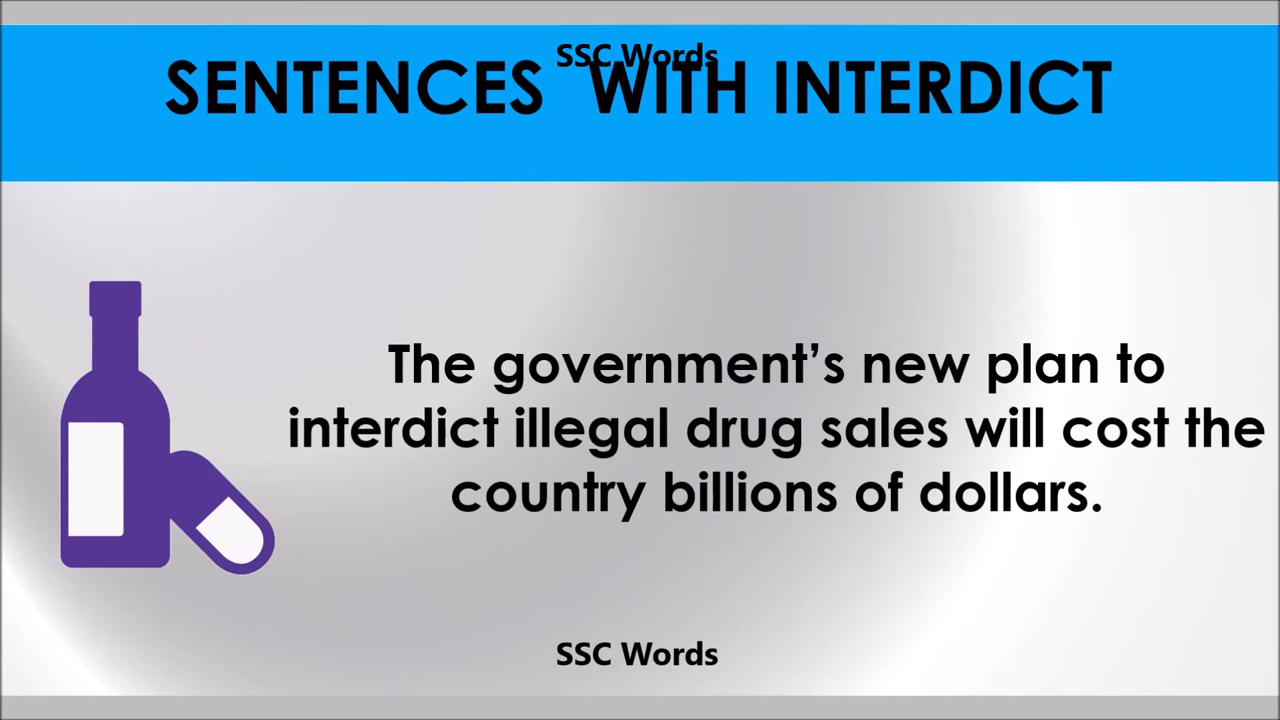 SSC Words
SENTENCES WITH INTERDICT
The government’s new plan to
interdict illegal drug sales will cost the
country billions of dollars.
SSC Words